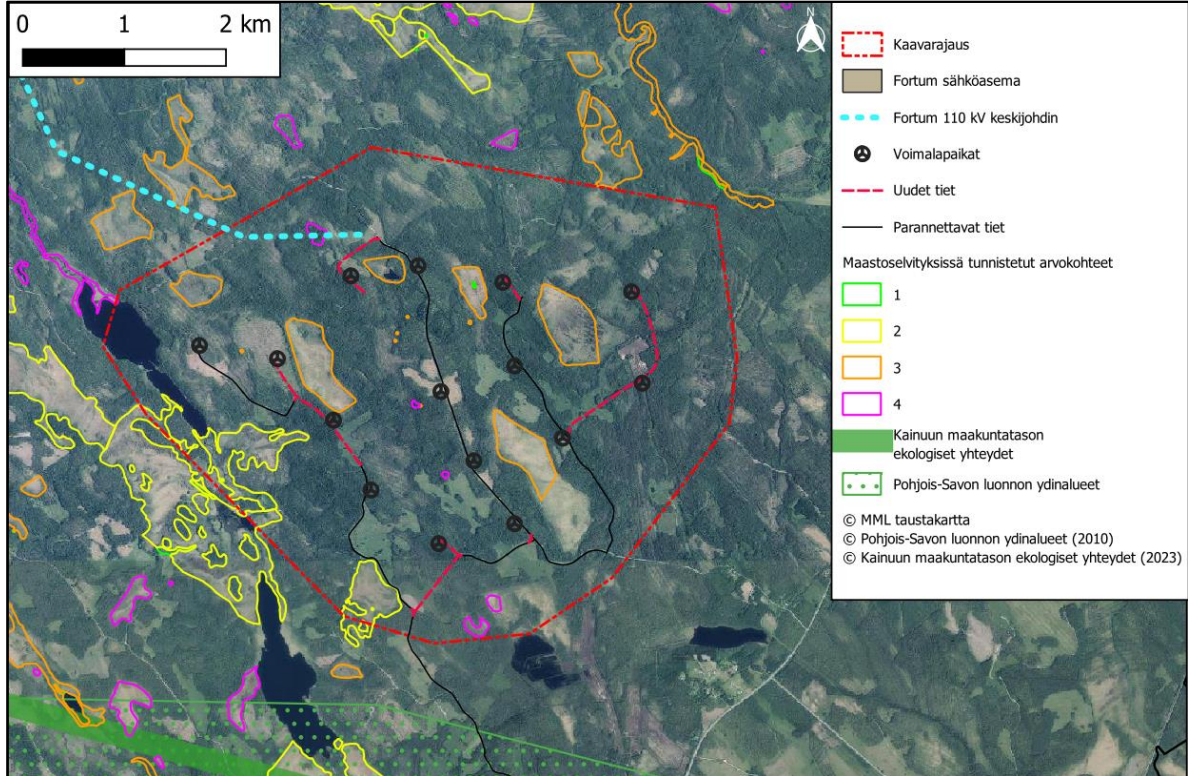 0 1 2 km
N
Kaavarajaus
Fortum sähköasema
Fortum 110 kV keskijohdin
Voimalapaikat
Uudet tiet
Parannettavat tiet
Maastoselvityksissä tunnistetut arvokohteet
1
2
3
4
Kainuun maakuntatason
ekologiset yhteydet
Pohjois-Savon luonnon ydinalueet
© MML taustakartta
© Pohjois-Savon luonnon ydinalueet (2010)
© Kainuun maakuntatason ekologiset yhteydet (2023)